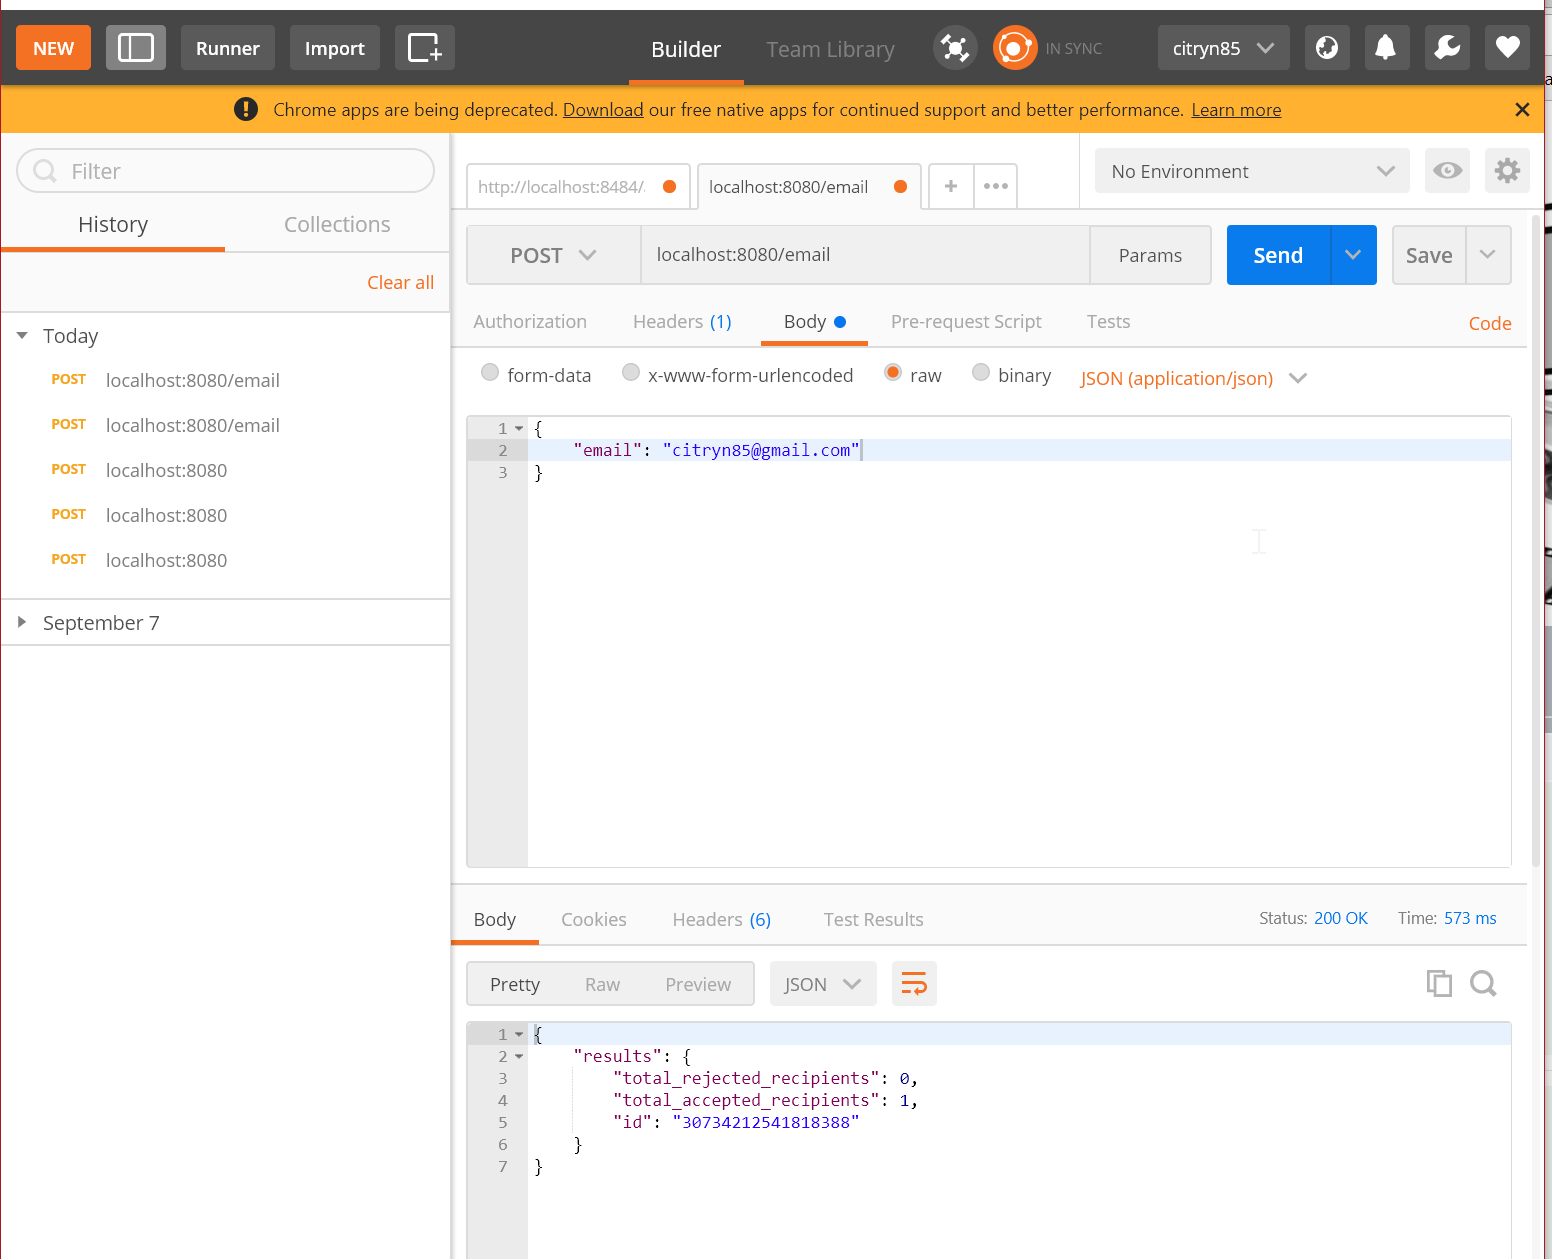 NEW Runner Import Builder Team Library IN SYNC citryn85
Chrome apps are being deprecated. Download our free native apps for continued support and better performance. Learn more
Filter
History Collections
Clear all
Today
POST localhost:8080/email
POST localhost:8080/email
POST localhost:8080
POST localhost:8080
POST localhost:8080
September 7
http://localhost:8484/ localhost:8080/email + ••• No Environment
POST localhost:8080/email Params Send Save
Authorization Headers (1) Body Pre-request Script Tests Code
form-data x-www-form-urlencoded raw binary JSON (application/json)
1 {
2 "email": "citryn85@gmail.com"
3 }
Body Cookies Headers (6) Test Results Status: 200 OK Time: 573 ms
Pretty Raw Preview JSON
1 {
2 "results": {
3 "total_rejected_recipients": 0,
4 "total_accepted_recipients": 1,
5 "id": "30734212541818388"
6 }
7 }